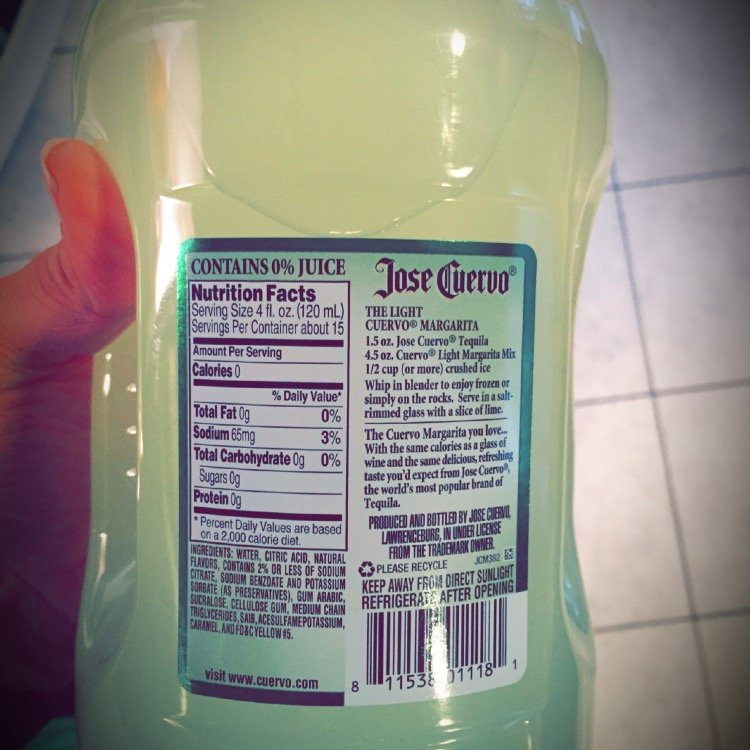 CONTAINS 0% JUICE
Nutrition Facts
Serving Size 4 fl. oz. (120 mL)
Servings Per Container about 15
Amount Per Serving
Calories 0
% Daily Value*
Total Fat 0g 0%
Sodium 65mg 3%
Total Carbohydrate 0g 0%
Sugars 0g
Protein 0g
* Percent Daily Values are based
on a 2,000 calorie diet.
INGREDIENTS: WATER, CITRIC ACID, NATURAL
FLAVORS, CONTAINS 2% OR LESS OF SODIUM
CITRATE, SODIUM BENZOATE AND POTASSIUM
SORBATE (AS PRESERVATIVES), GUM ARABIC,
SUCRALOSE, CELLULOSE GUM, MEDIUM CHAIN
TRIGLYCERIDES, SAIB, ACESULFAME POTASSIUM,
CARAMEL, AND FD&C YELLOW #5.
visit www.cuervo.com
Jose Cuervo®
THE LIGHT
CUERVO® MARGARITA
1.5 oz. Jose Cuervo® Tequila
4.5 oz. Cuervo® Light Margarita Mix
1/2 cup (or more) crushed ice
Whip in blender to enjoy frozen or
simply on the rocks. Serve in a salt-
rimmed glass with a slice of lime.
The Cuervo Margarita you love...
With the same calories as a glass of
wine and the same delicious, refreshing
taste you'd expect from Jose Cuervo®,
the world's most popular brand of
Tequila.
PRODUCED AND BOTTLED BY JOSE CUERVO,
LAWRENCEBURG, IN UNDER LICENSE
FROM THE TRADEMARK OWNER.
PLEASE RECYCLE JCM382
KEEP AWAY FROM DIRECT SUNLIGHT
REFRIGERATE AFTER OPENING
8 11538 01118 1